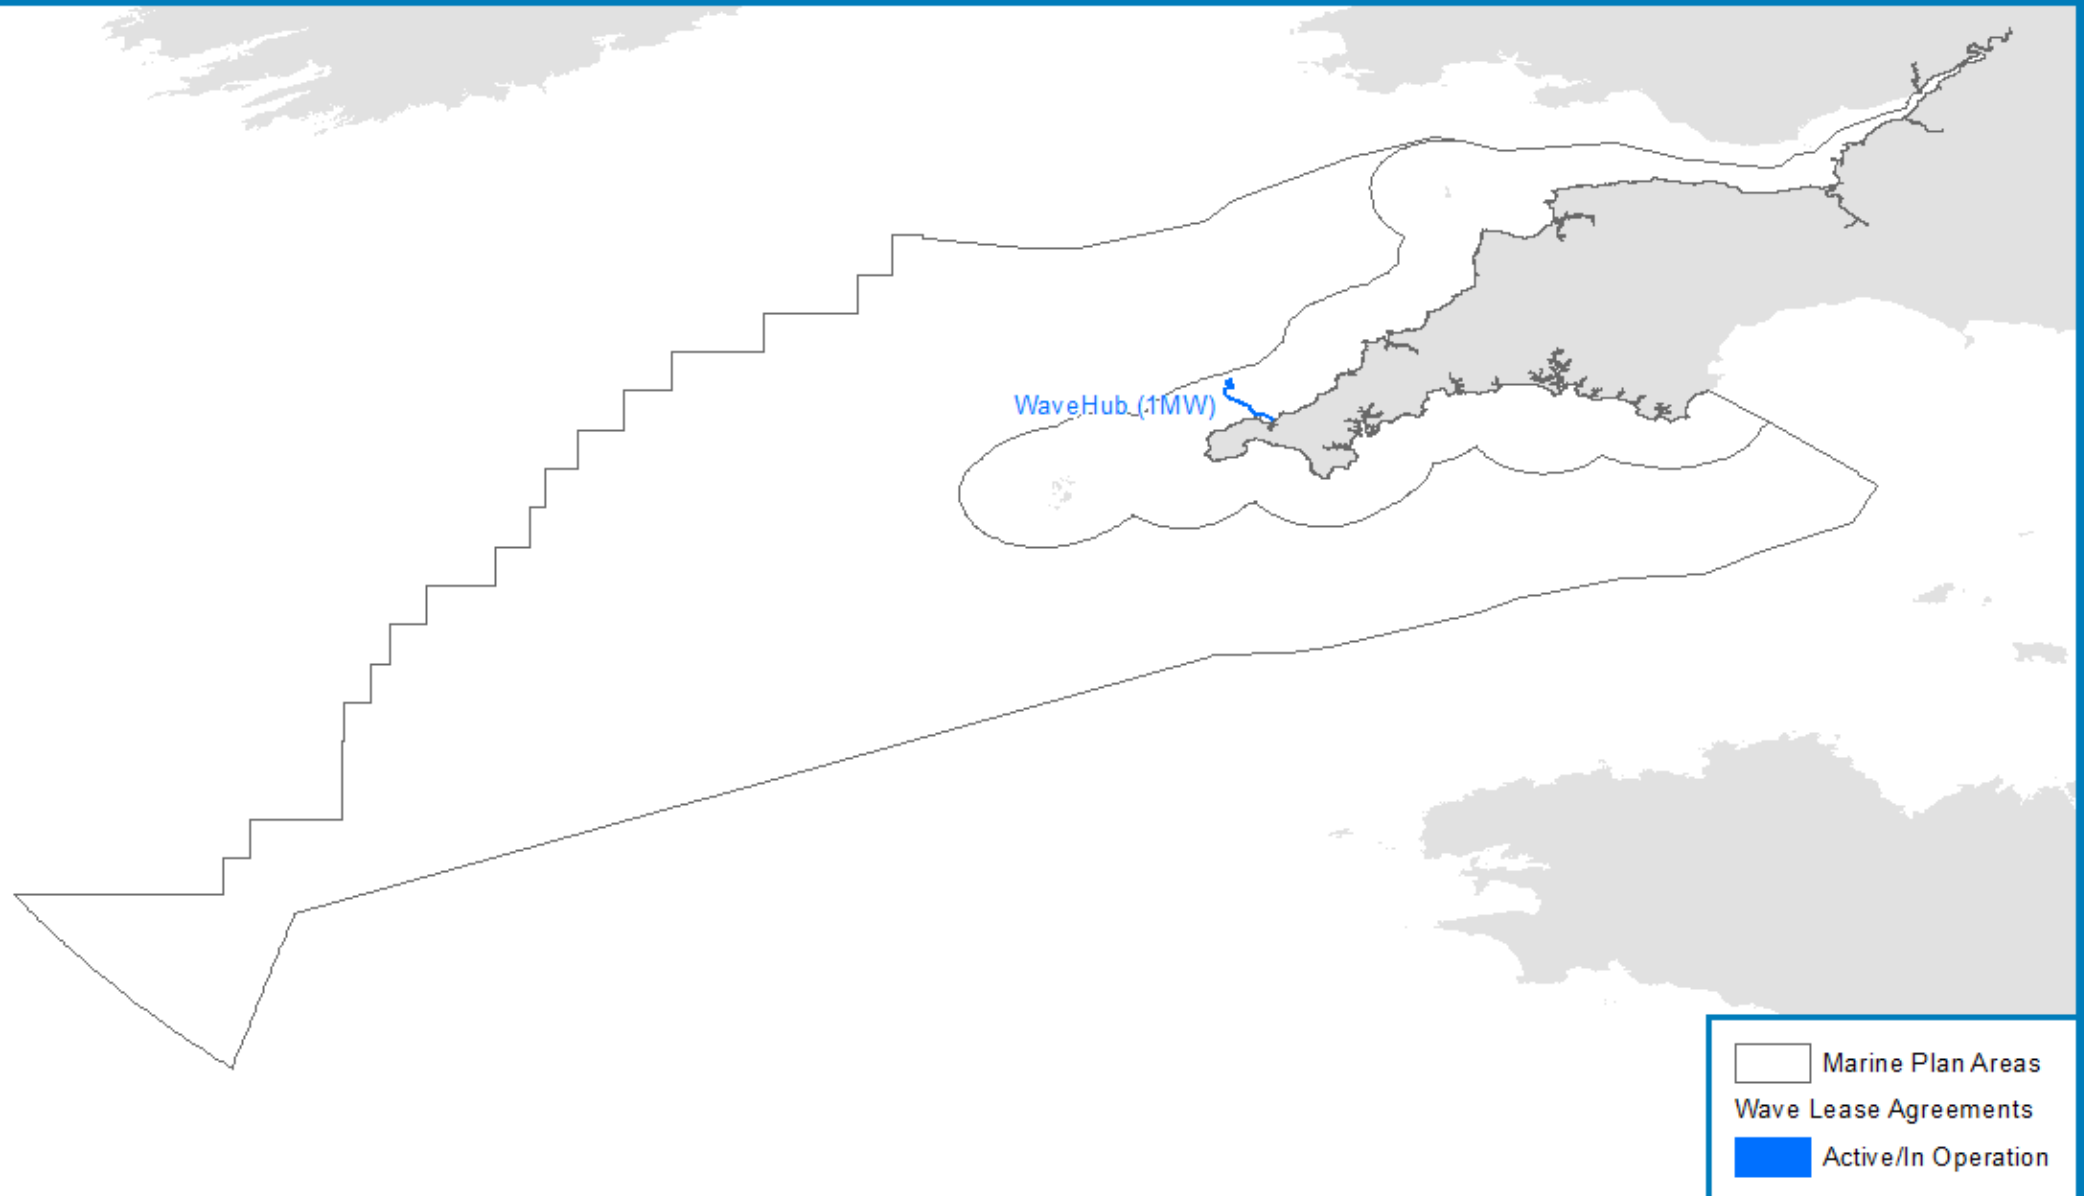 WaveHub (1MW)
Marine Plan Areas
Wave Lease Agreements
Active/In Operation